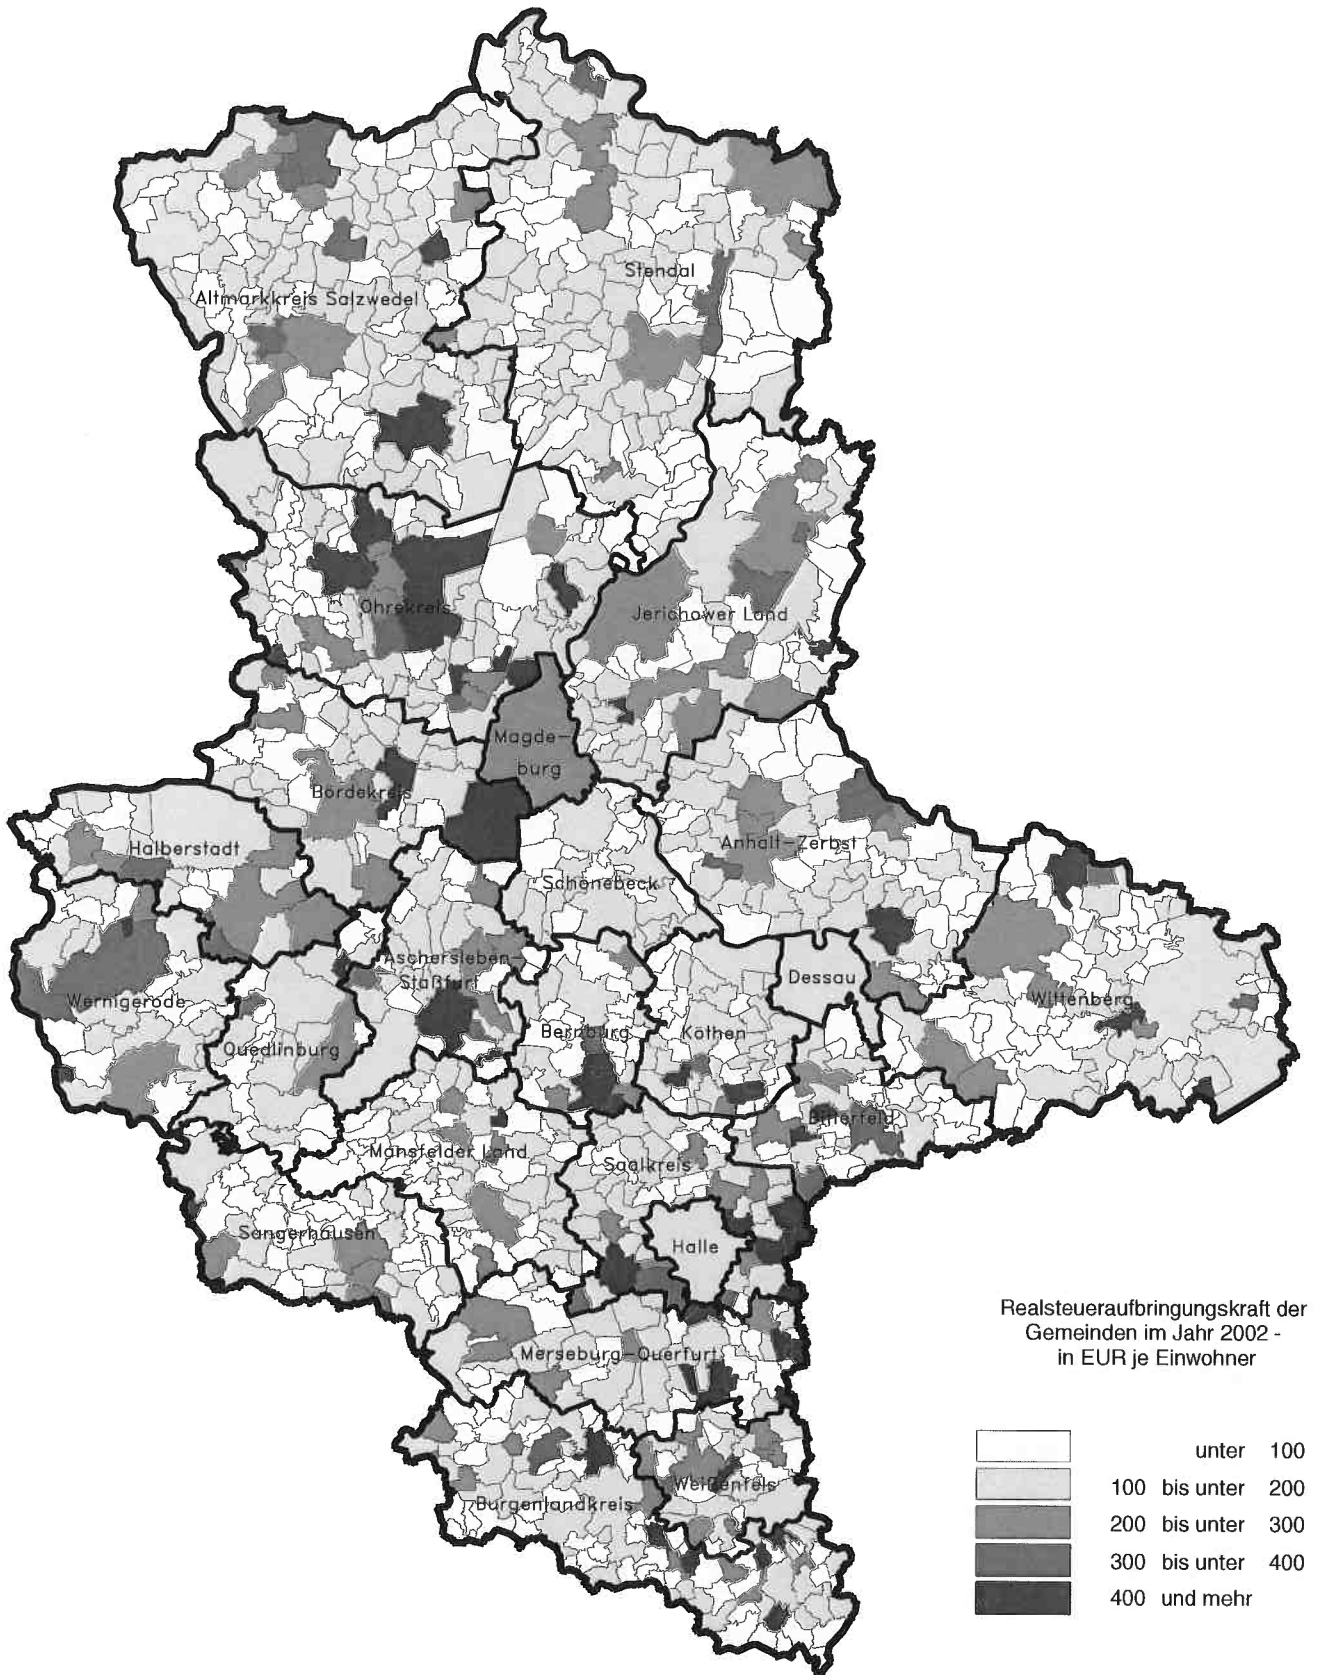 Stendal
Altmarkkreis Salzwedel
Ohrekreis
Jerichower Land
Magde-
burg
Bördekreis
Halberstadt
Anhalt-Zerbst
Schönebeck
Aschersleben-
Staßfurt
Dessau
Wernigerode
Wittenberg
Bernburg
Köthen
Quedlinburg
Bitterfeld
Mansfelder Land
Saalkreis
Sangerhausen
Halle
Realsteueraufbringungskraft der
Gemeinden im Jahr 2002 -
in EUR je Einwohner
Merseburg-Querfurt
Weißenfels
Burgenlandkreis
unter 100
100 bis unter 200
200 bis unter 300
300 bis unter 400
400 und mehr